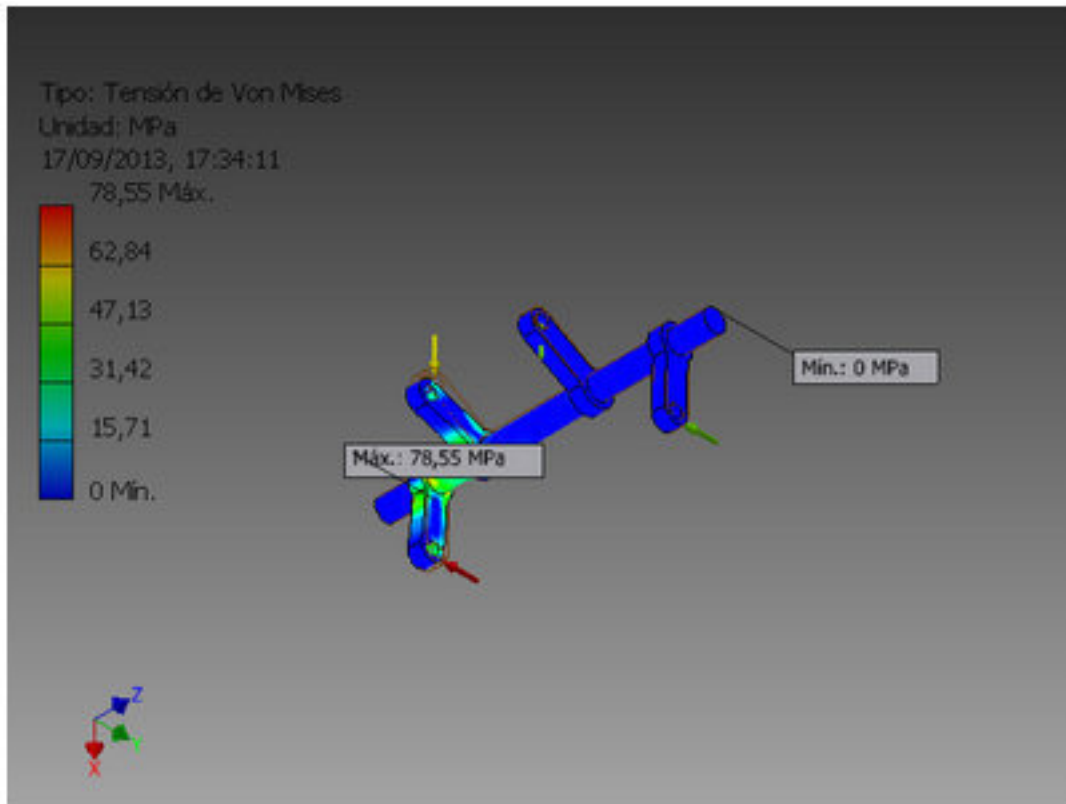 Tipo: Tensión de Von Mises
Unidad: MPa
17/09/2013, 17:34:11
78,55 Máx.
62,84
47,13
31,42
15,71
0 Mín.
Mín.: 0 MPa
Máx.: 78,55 MPa
Z
Y
X